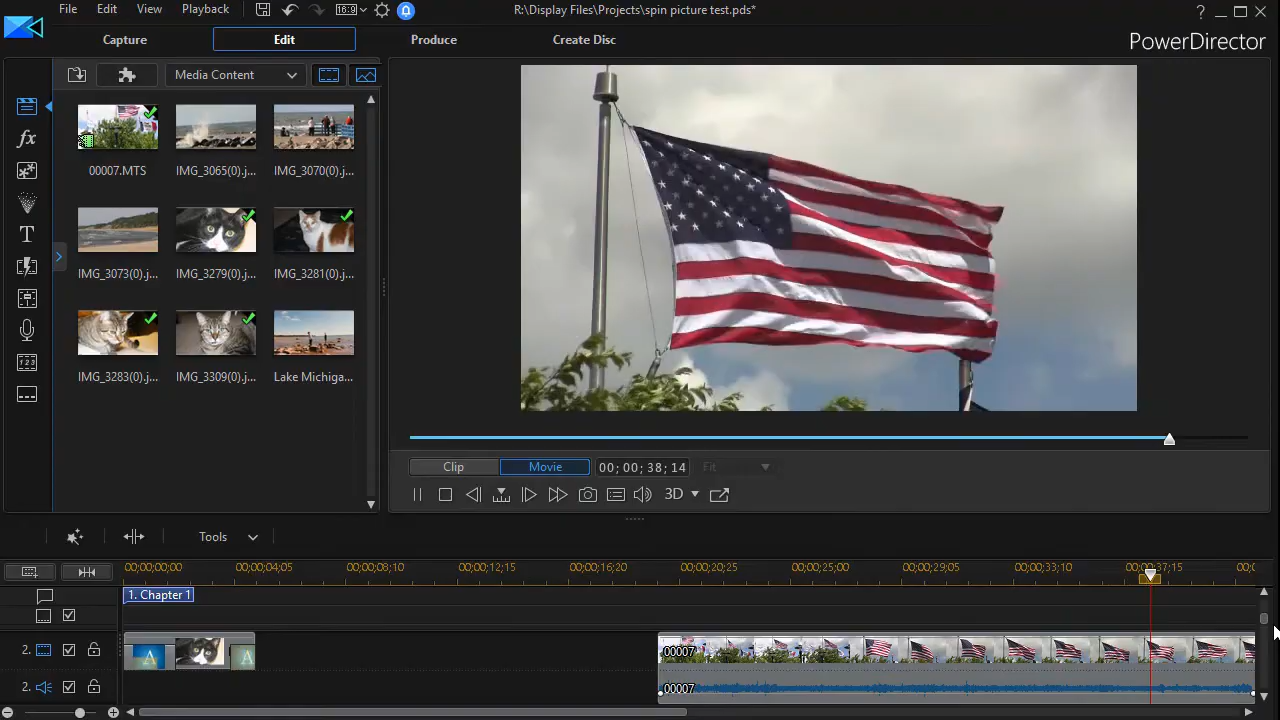 File Edit View Playback 16:9 R:\Display Files\Projects\spin picture test.pds* ?
Capture Edit Produce Create Disc PowerDirector
Media Content
00007.MTS IMG_3065(0).j... IMG_3070(0).j...
IMG_3073(0).j... IMG_3279(0).j... IMG_3281(0).j...
IMG_3283(0).j... IMG_3309(0).j... Lake Michiga...
fx
T
Clip Movie 00; 00; 38; 14 Fit
3D
Tools
00;00;00;00 00;00;04;05 00;00;08;10 00;00;12;15 00;00;16;20 00;00;20;25 00;00;25;00 00;00;29;05 00;00;33;10 00;00;37;15
1. Chapter 1
2. A 00007
2. 00007